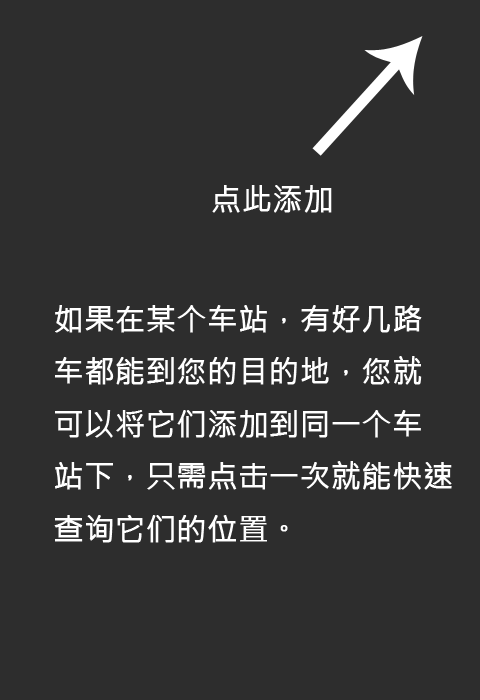 点此添加
如果在某个车站，有好几路
车都能到您的目的地，您就
可以将它们添加到同一个车
站下，只需点击一次就能快速
查询它们的位置。